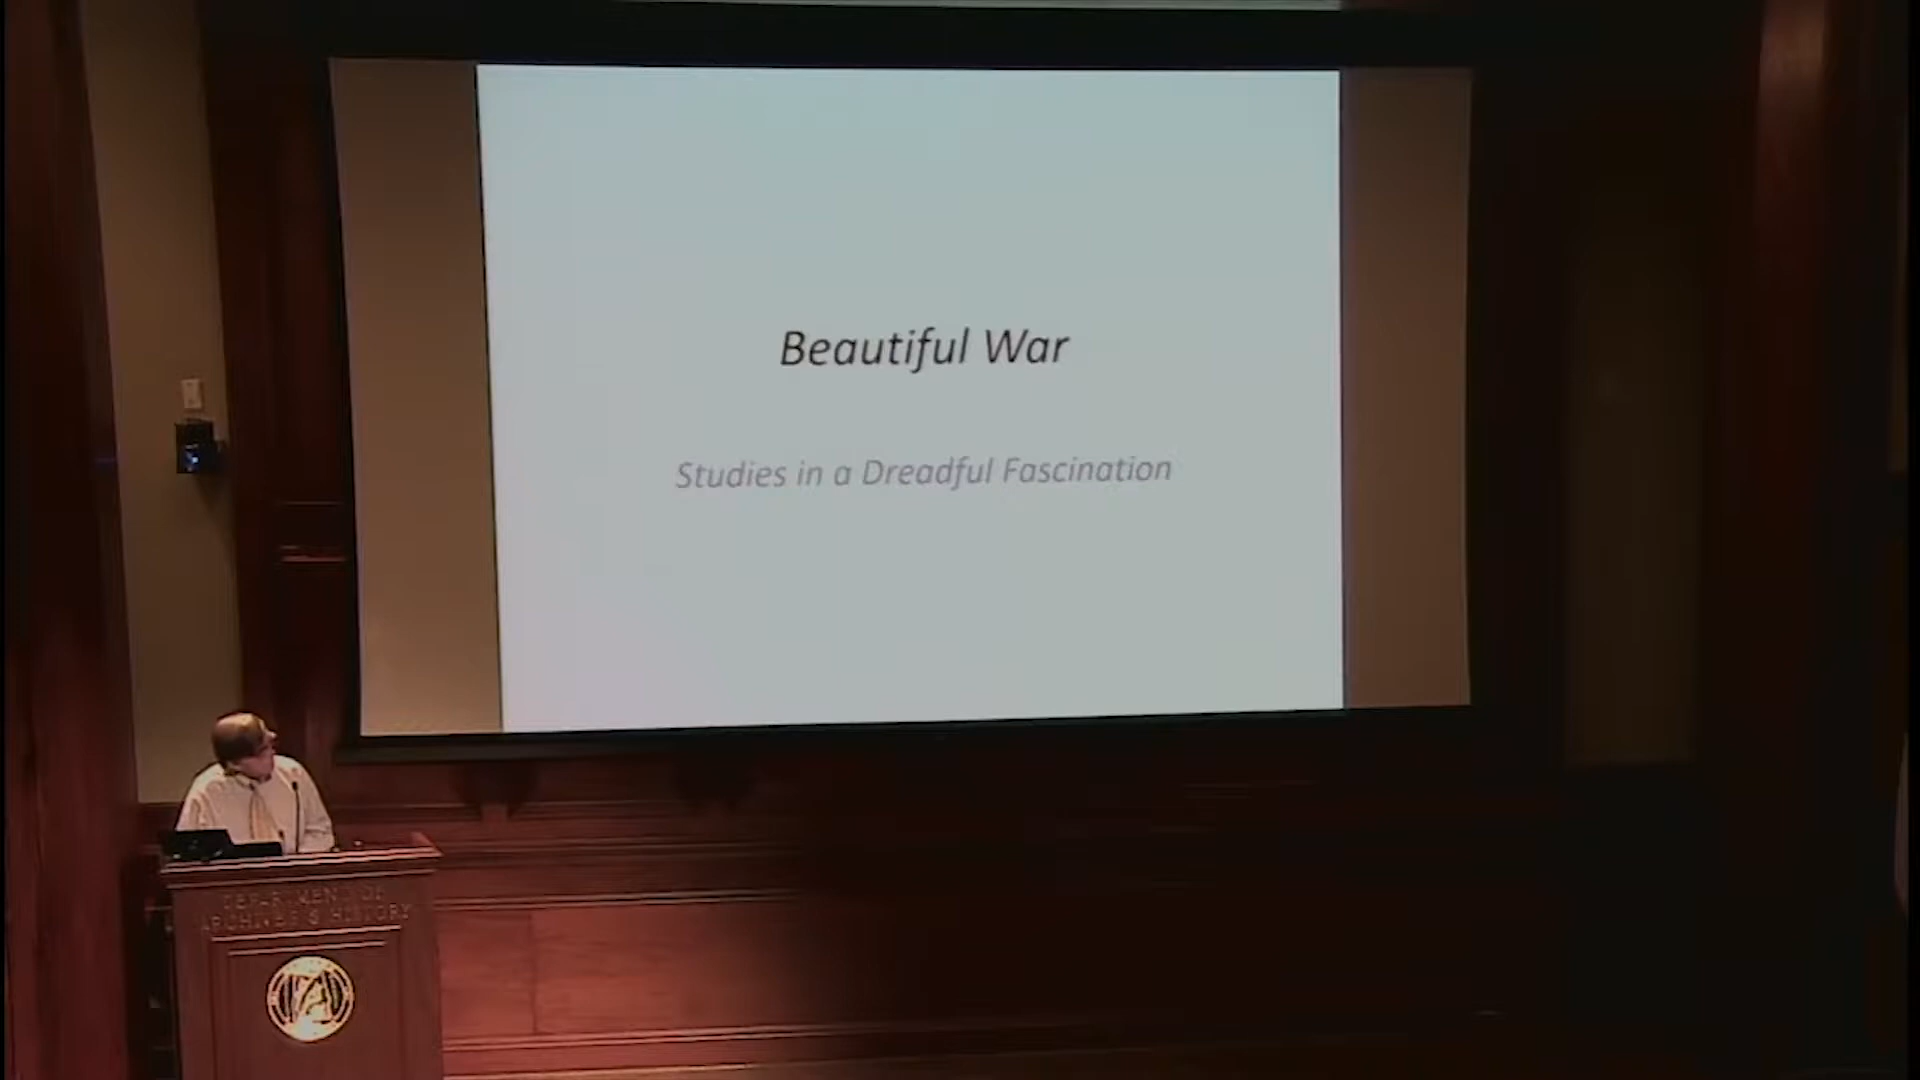 Beautiful War
Studies in a Dreadful Fascination
DEPARTMENT OF
ARCHIVES & HISTORY